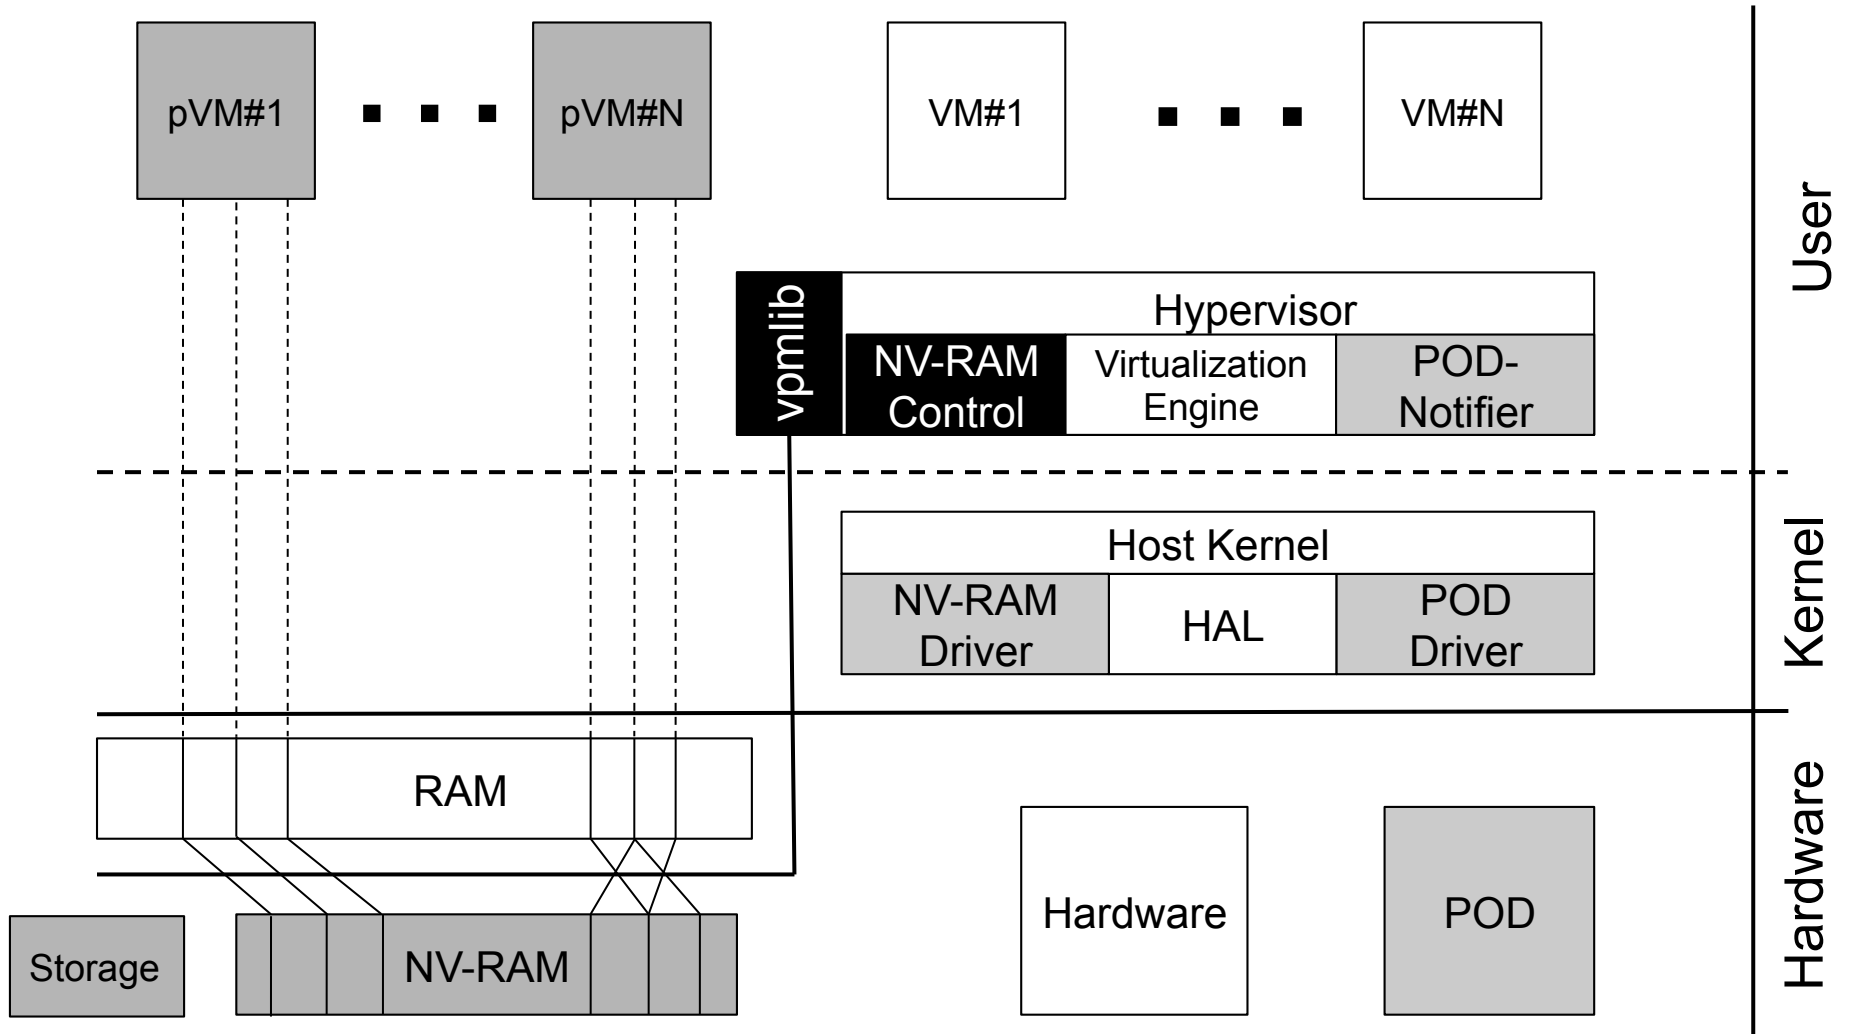 pVM#1
pVM#N
VM#1
VM#N
User
vpmlib
Hypervisor
NV-RAM
Control
Virtualization
Engine
POD-
Notifier
Kernel
Host Kernel
NV-RAM
Driver
HAL
POD
Driver
Hardware
RAM
Storage
NV-RAM
Hardware
POD